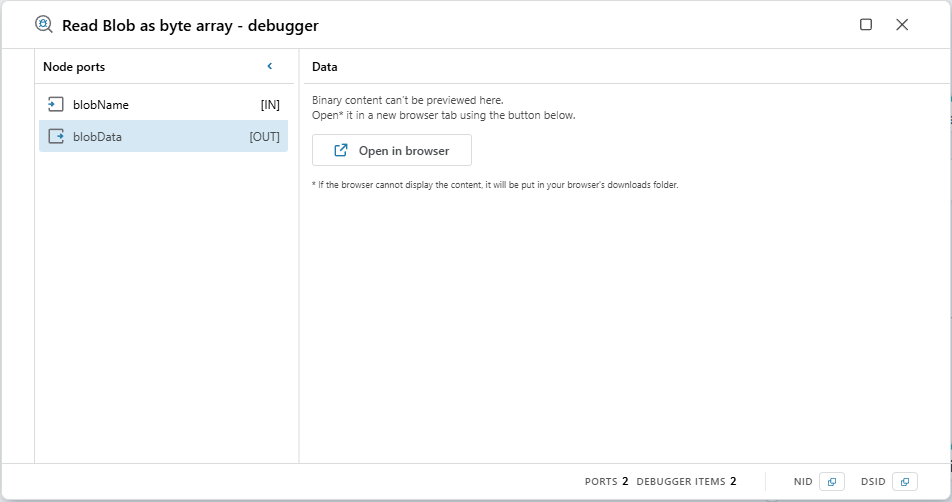 Read Blob as byte array - debugger
Node ports
Data
blobName [IN]
blobData [OUT]
Binary content can't be previewed here.
Open* it in a new browser tab using the button below.
Open in browser
* If the browser cannot display the content, it will be put in your browser's downloads folder.
PORTS 2 DEBUGGER ITEMS 2 NID DSID